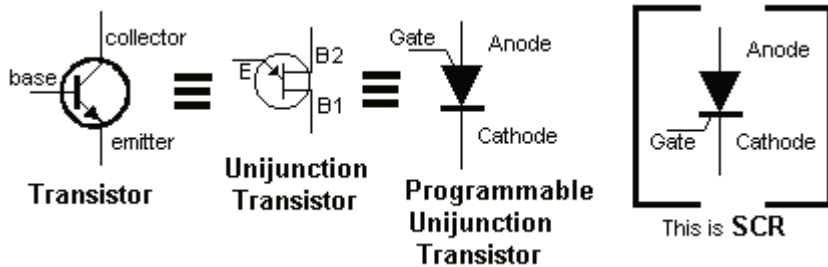 collector
base
emitter
Transistor
E
B2
B1
Unijunction
Transistor
Gate
Anode
Cathode
Programmable
Unijunction
Transistor
Anode
Gate
Cathode
This is SCR